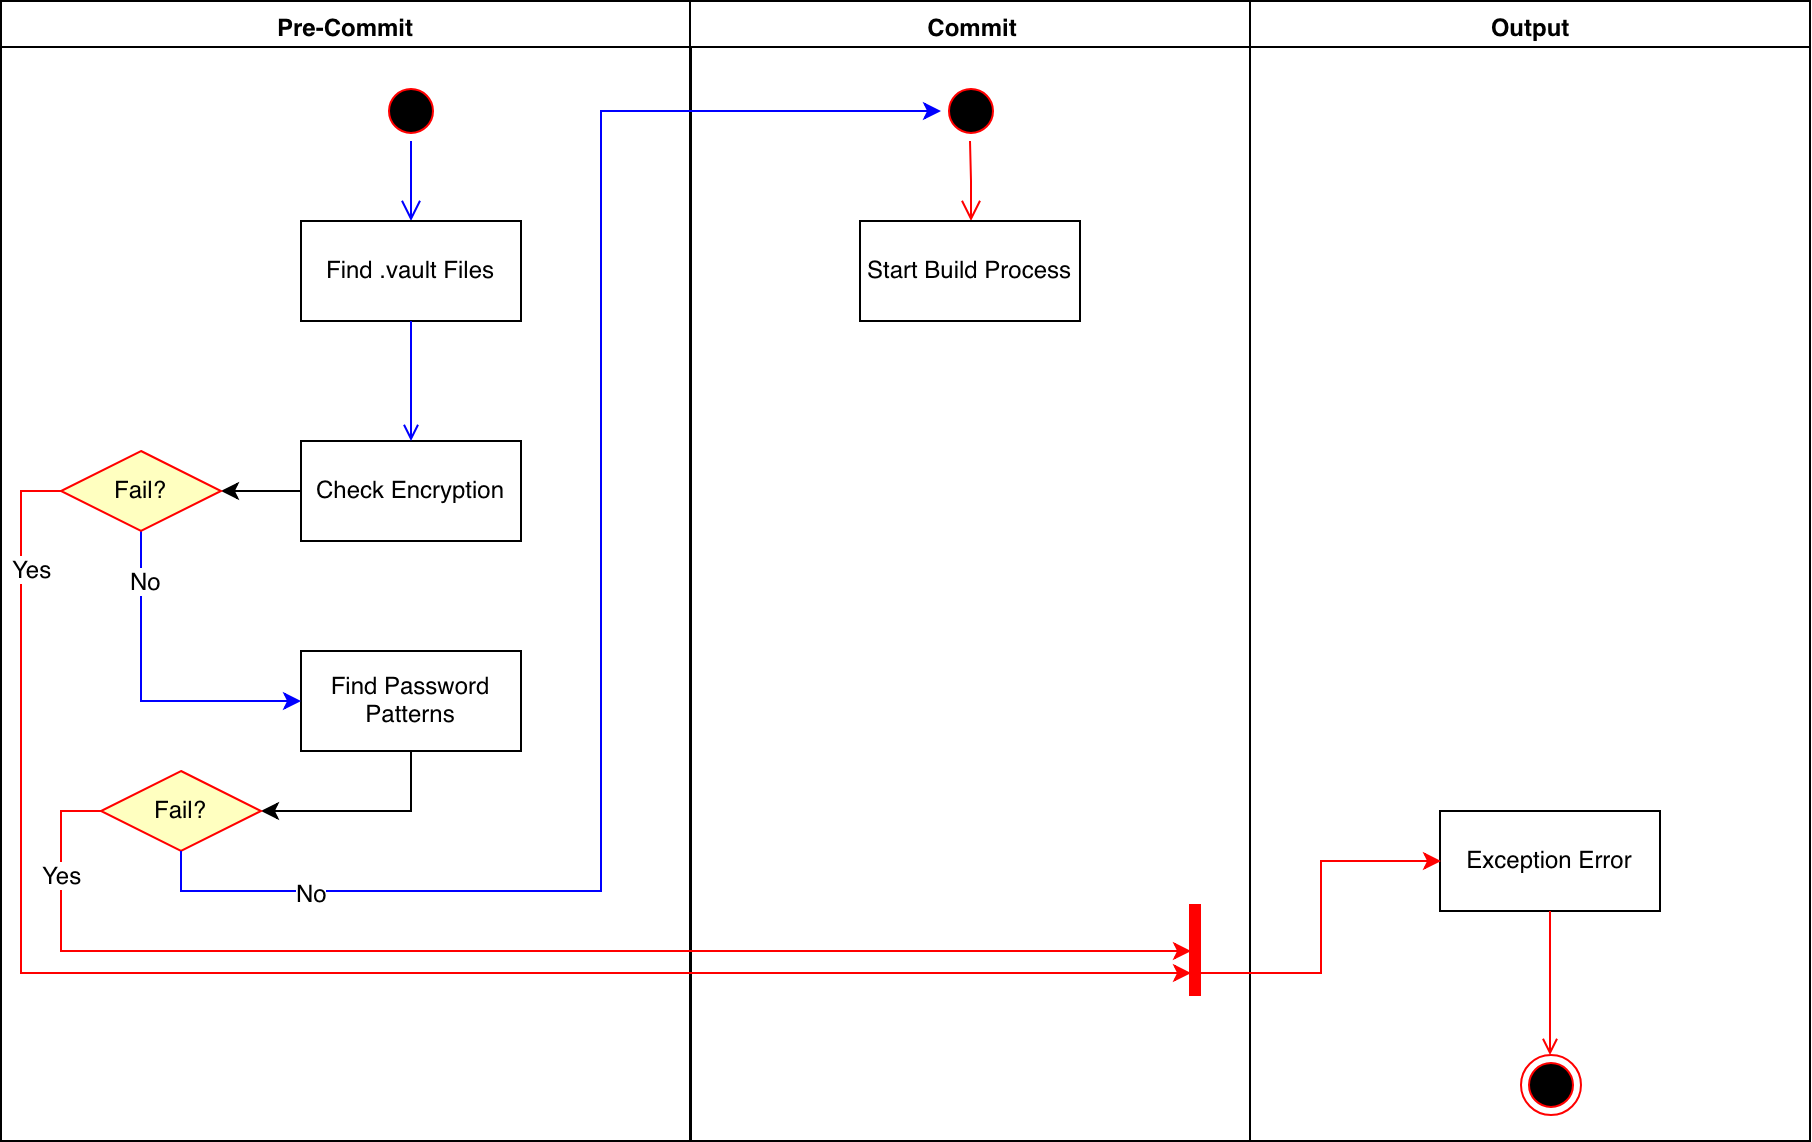 Pre-Commit
Commit
Output
Find .vault Files
Start Build Process
Fail?
Check Encryption
Yes
No
Find Password
Patterns
Fail?
Yes
No
Exception Error